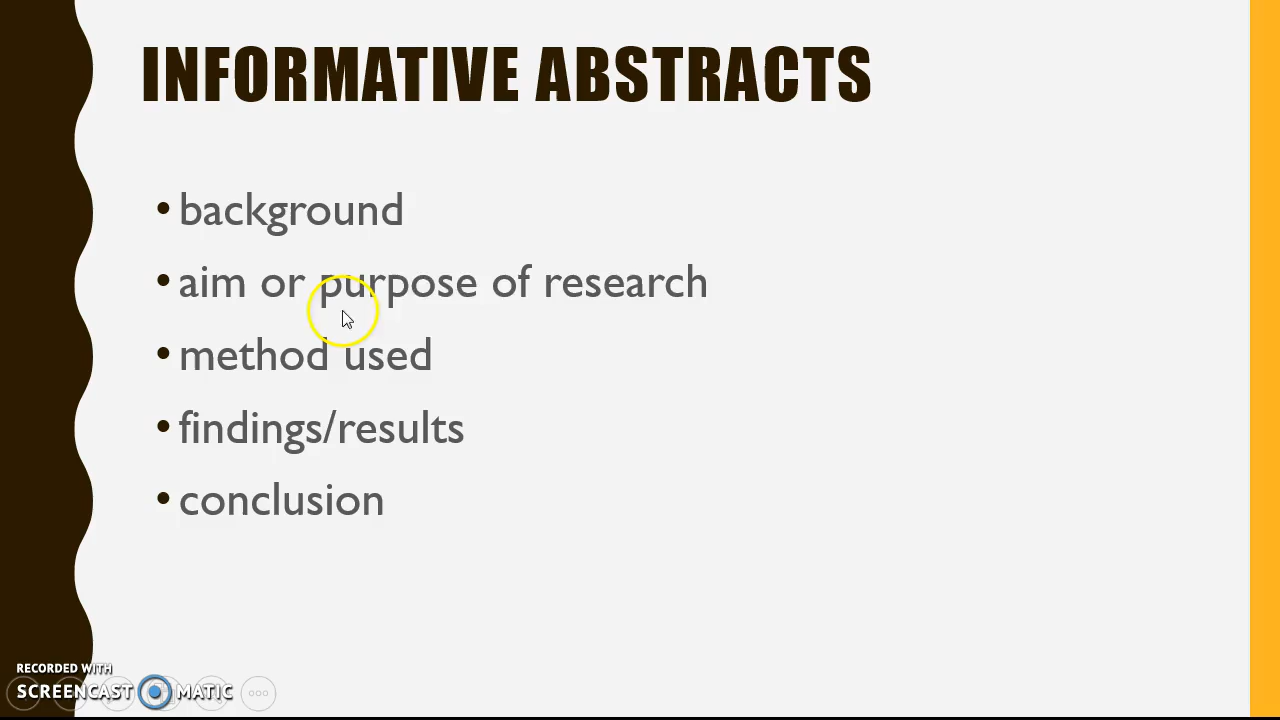 INFORMATIVE ABSTRACTS
• background
• aim or purpose of research
• method used
• findings/results
• conclusion
RECORDED WITH
SCREENCAST MATIC